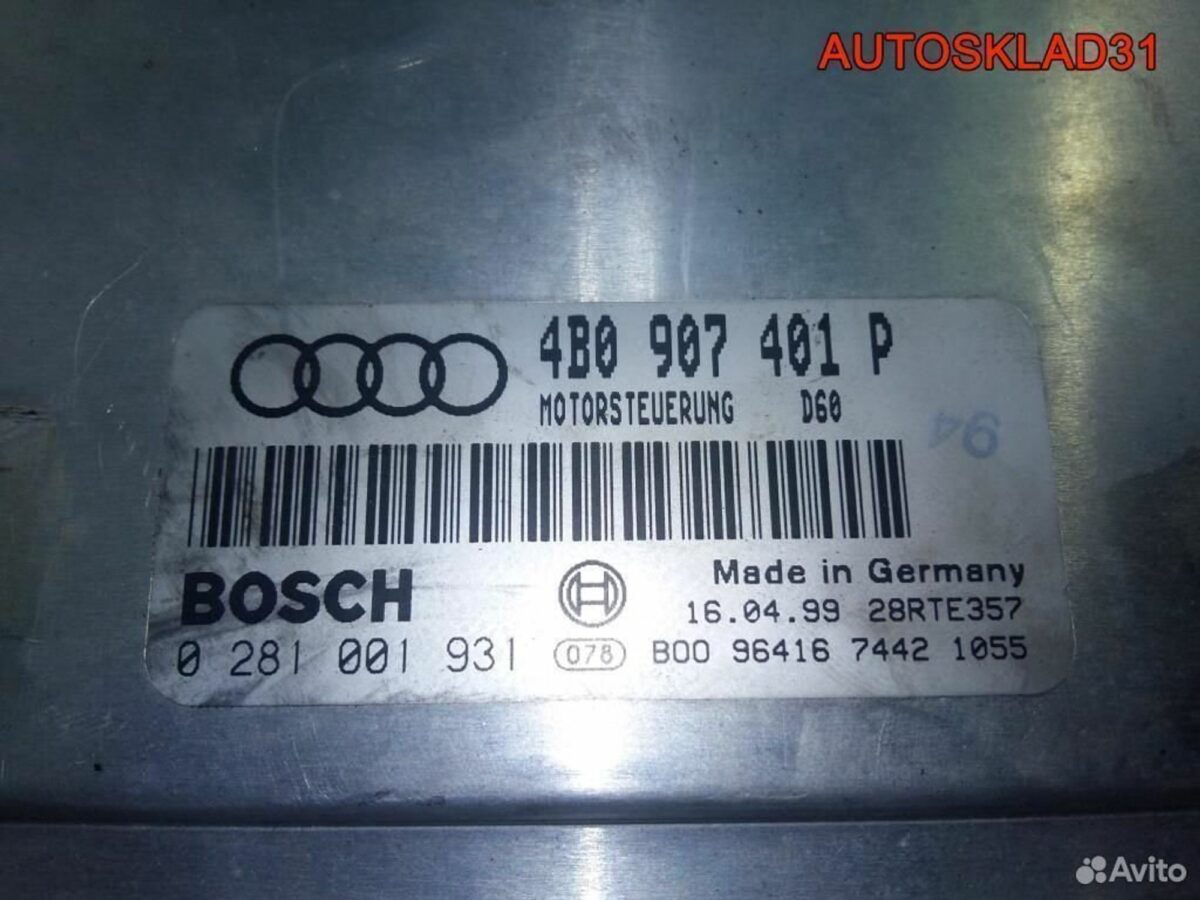 AUTOSKLAD31
4B0 907 401 P
MOTORSTEUERUNG D60
94
BOSCH
Made in Germany
16.04.99 28RTE357
0 281 001 931 078 B00 96416 7442 1055
Avito